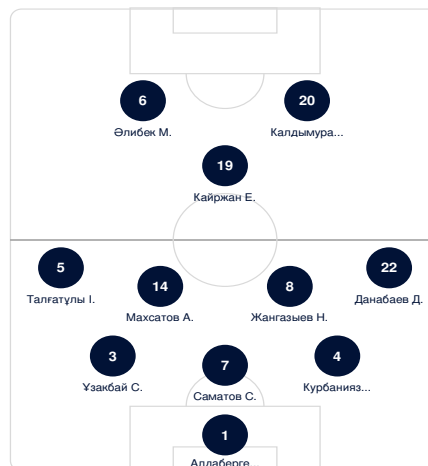 6
20
Әлибек М.
Калдымура...
19
Кайржан Е.
5
22
Талғатұлы І.
Данабаев Д.
14
8
Махсатов А.
Жангазыев Н.
3
7
4
Ұзақбай С.
Саматов С.
Курбанияз...
1
Алдаберге...